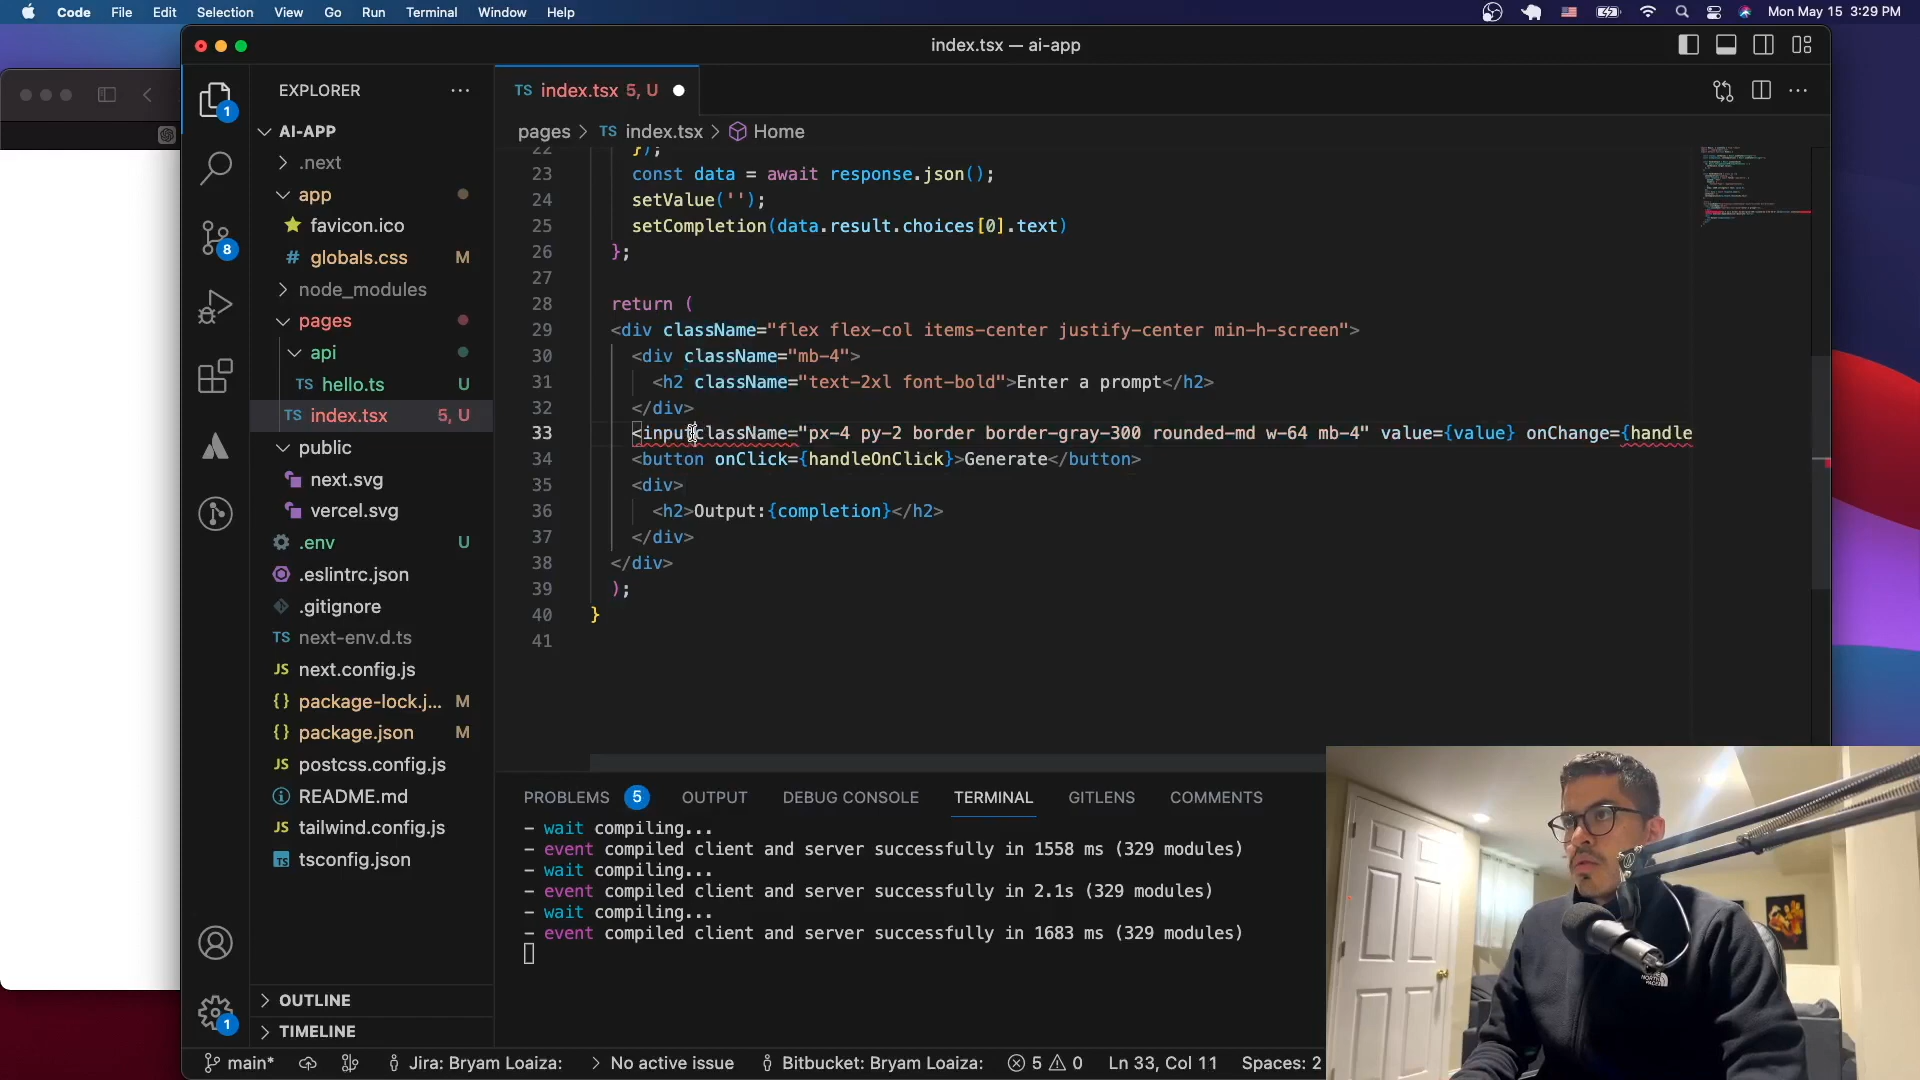 Code File Edit Selection View Go Run Terminal Window Help Mon May 15 3:29 PM
index.tsx — ai-app
EXPLORER
TS index.tsx 5, U
pages > TS index.tsx > Home
AI-APP
.next
app
favicon.ico
# globals.css M
node_modules
pages
api
TS hello.ts U
TS index.tsx 5, U
public
next.svg
vercel.svg
.env U
.eslintrc.json
.gitignore
TS next-env.d.ts
JS next.config.js
{} package-lock.j... M
{} package.json M
JS postcss.config.js
README.md
JS tailwind.config.js
tsconfig.json
OUTLINE
TIMELINE
1
8
1
22 });
23 const data = await response.json();
24 setValue('');
25 setCompletion(data.result.choices[0].text)
26 };
27
28 return (
29 <div className="flex flex-col items-center justify-center min-h-screen">
30 <div className="mb-4">
31 <h2 className="text-2xl font-bold">Enter a prompt</h2>
32 </div>
33 <inputclassName="px-4 py-2 border border-gray-300 rounded-md w-64 mb-4" value={value} onChange={handle
34 <button onClick={handleOnClick}>Generate</button>
35 <div>
36 <h2>Output:{completion}</h2>
37 </div>
38 </div>
39 );
40 }
41
PROBLEMS 5 OUTPUT DEBUG CONSOLE TERMINAL GITLENS COMMENTS
- wait compiling...
- event compiled client and server successfully in 1558 ms (329 modules)
- wait compiling...
- event compiled client and server successfully in 2.1s (329 modules)
- wait compiling...
- event compiled client and server successfully in 1683 ms (329 modules)
main* Jira: Bryam Loaiza: > No active issue Bitbucket: Bryam Loaiza: 5 0 Ln 33, Col 11 Spaces: 2